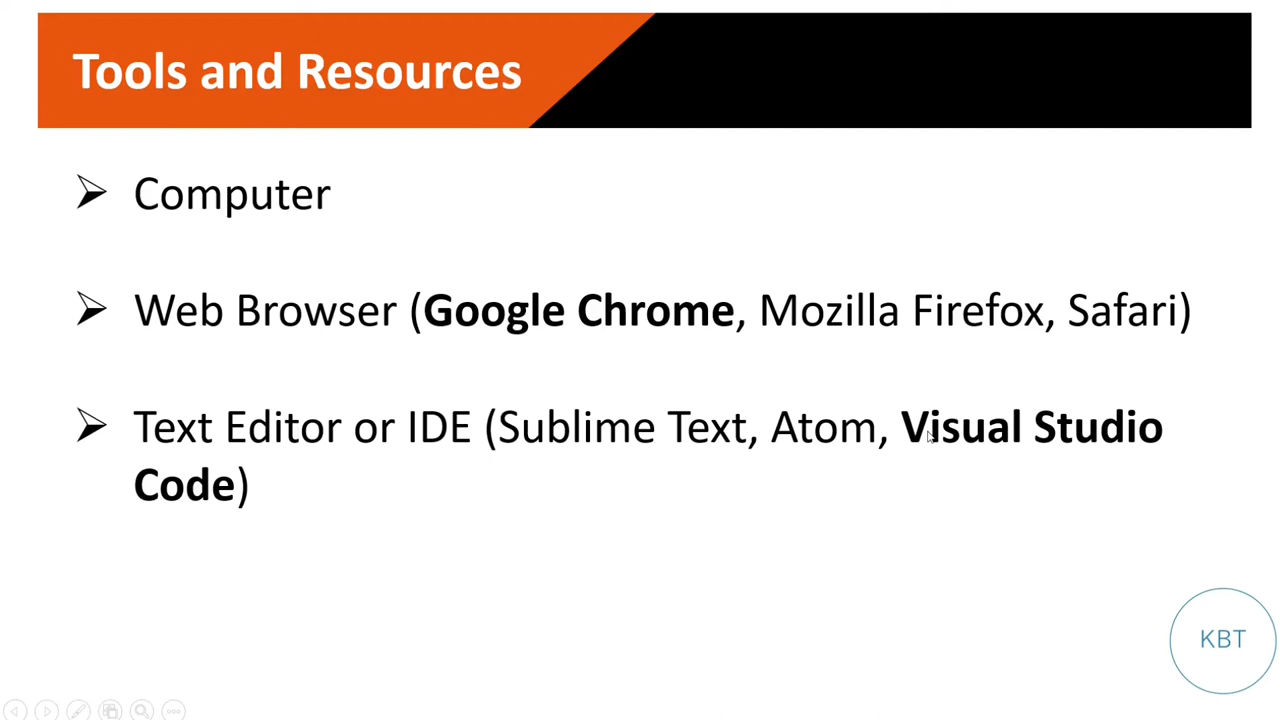 Tools and Resources
Computer
Web Browser (Google Chrome, Mozilla Firefox, Safari)
Text Editor or IDE (Sublime Text, Atom, Visual Studio
Code)
KBT